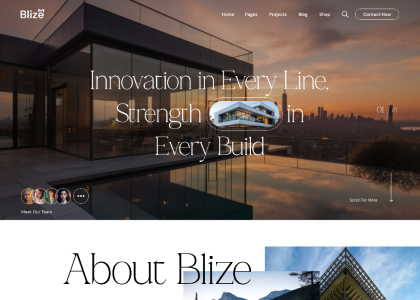 Blize
Home Pages Projects Blog Shop
Contact Now
Innovation in Every Line,
Strength in
Every Build
Meet Our Team
Scroll For More
About Blize